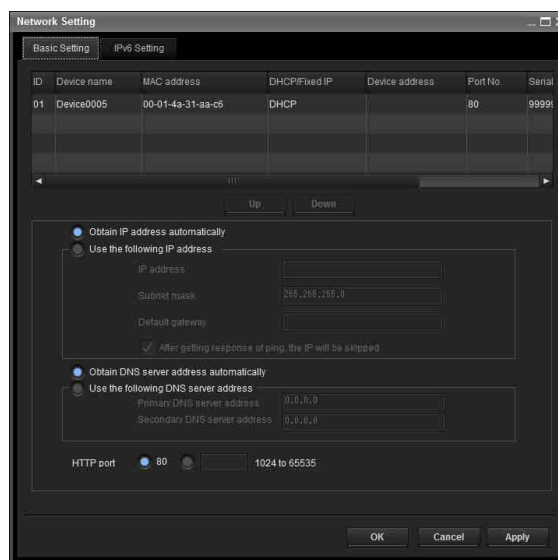 Network Setting
Basic Setting IPv6 Setting
ID Device name MAC address DHCP/Fixed IP Device address Port No. Serial
01 Device0005 00-01-4a-31-aa-c6 DHCP 80 9999
Up Down
Obtain IP address automatically
Use the following IP address
IP address
Subnet mask 255.255.255.0
Default gateway
After getting response of ping, the IP will be skipped
Obtain DNS server address automatically
Use the following DNS server address
Primary DNS server address 0.0.0.0
Secondary DNS server address 0.0.0.0
HTTP port 80 1024 to 65535
OK Cancel Apply